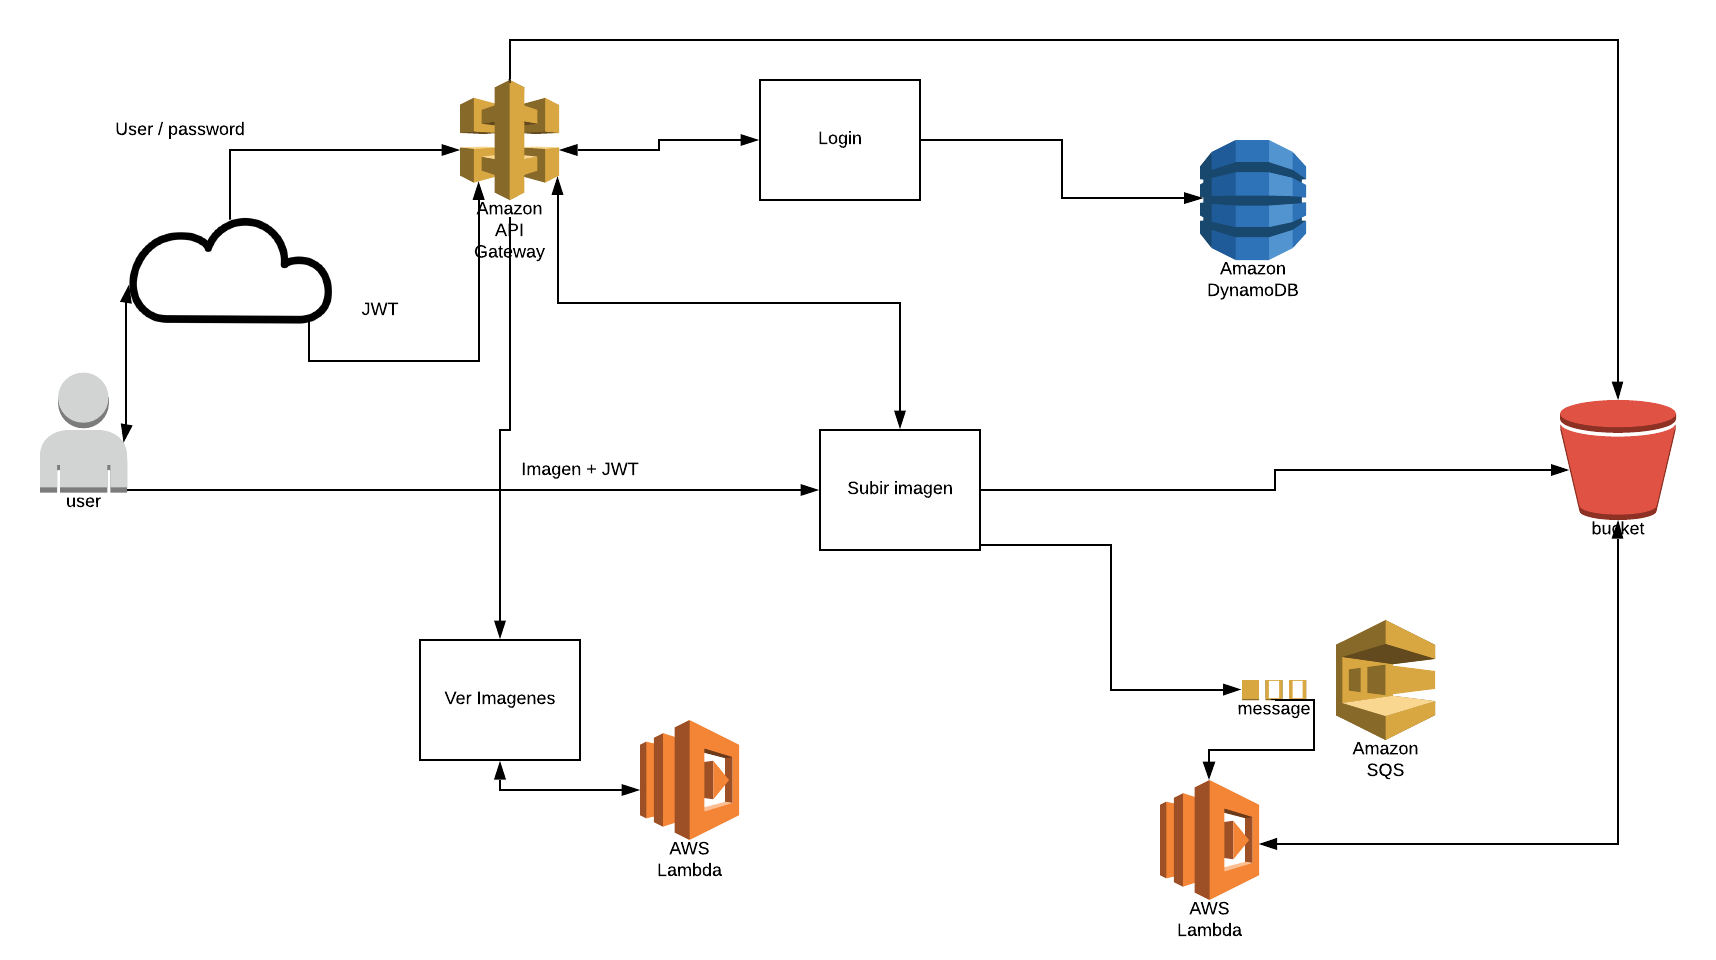 User / password
Login
Amazon
API
Gateway
Amazon
DynamoDB
JWT
Imagen + JWT
Subir imagen
user
bucket
Ver Imagenes
message
Amazon
SQS
AWS
Lambda
AWS
Lambda